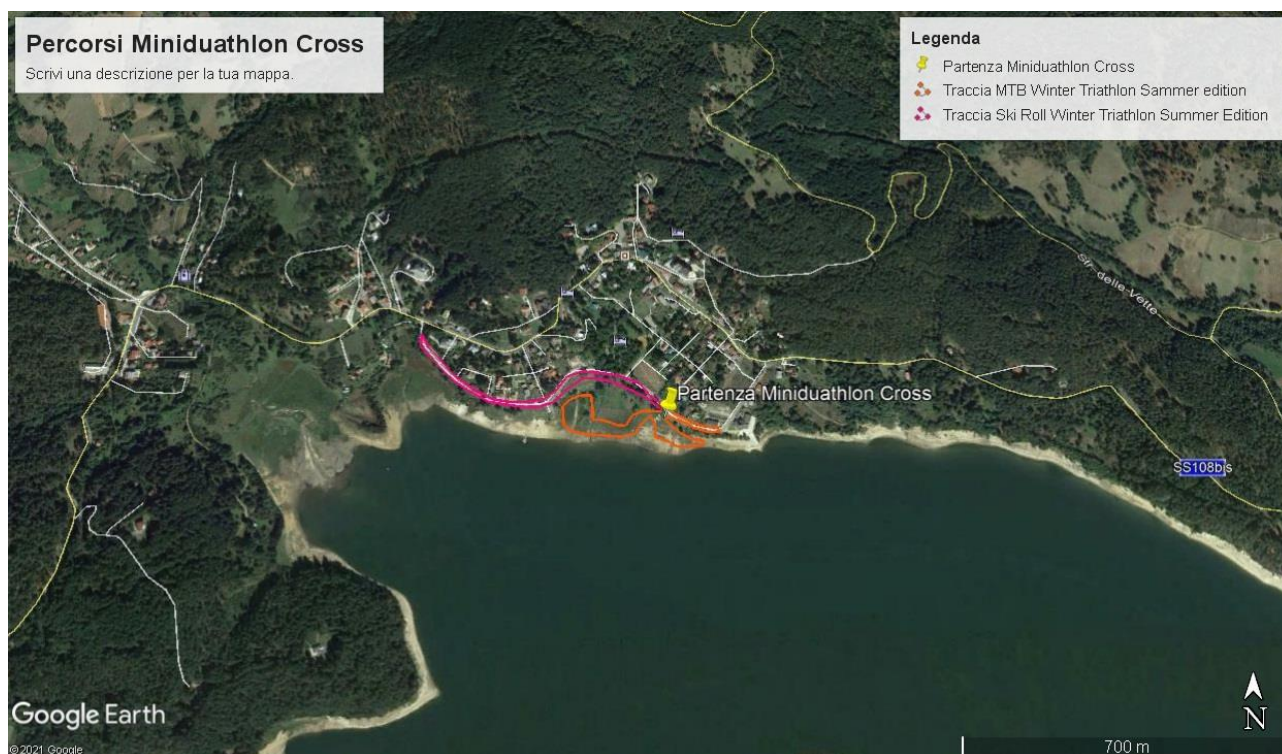 Percorsi Miniduathlon Cross
Scrivi una descrizione per la tua mappa.
Legenda
Partenza Miniduathlon Cross
Traccia MTB Winter Triathlon Sammer edition
Traccia Ski Roll Winter Triathlon Summer Edition
Str. delle Vette
Partenza Miniduathlon Cross
SS108bis
Google Earth
©2021 Google
N
700 m